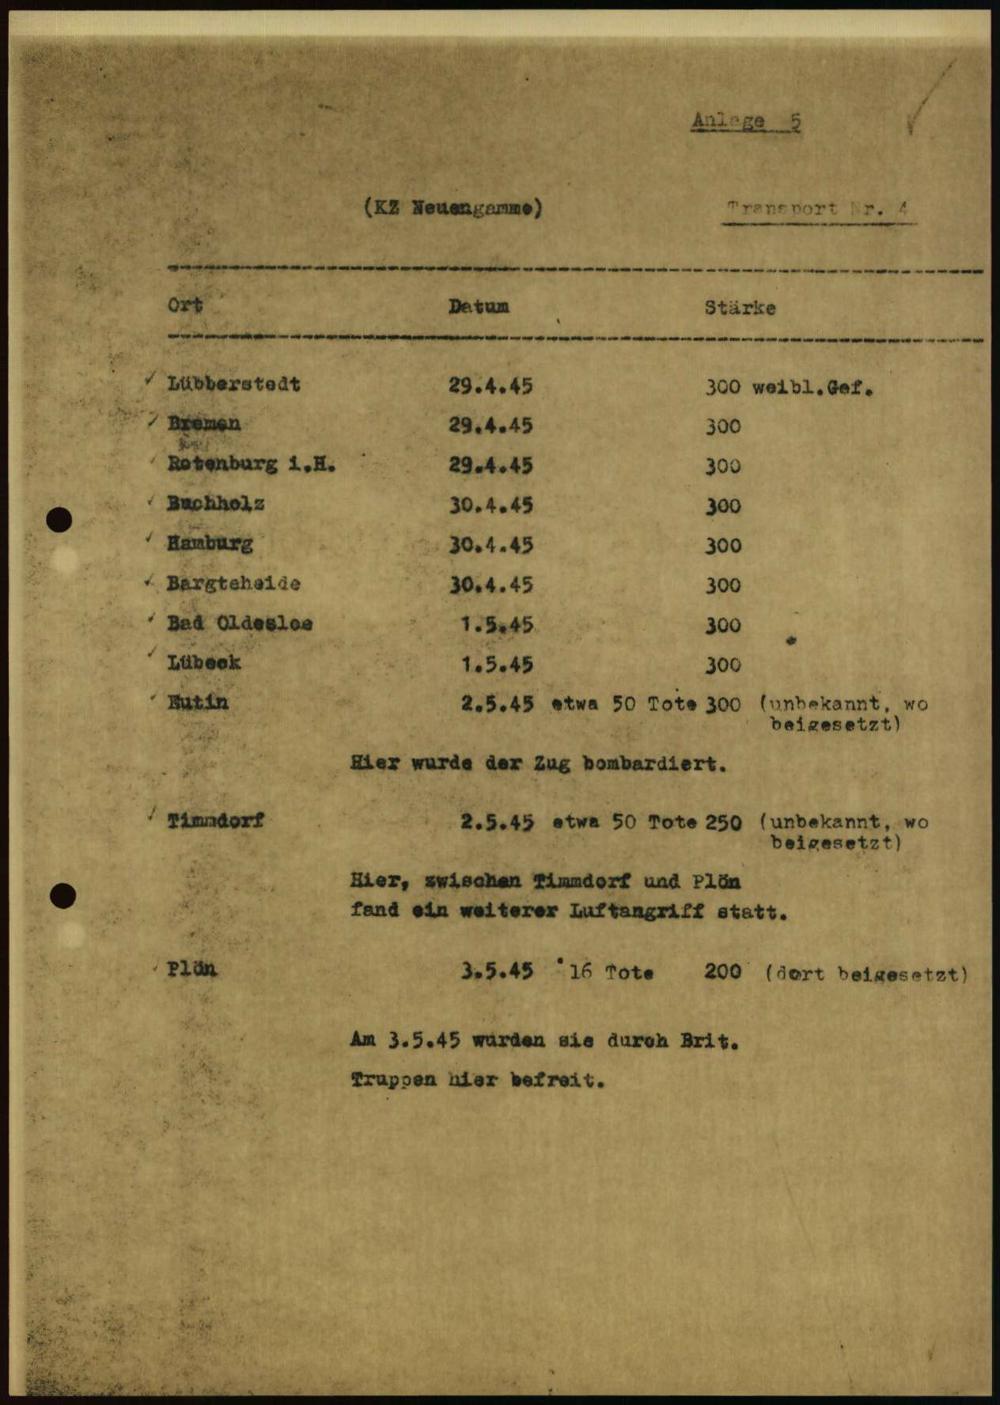 Anlage 5
(KZ Neuengamme) Transport Nr. 4
Ort Datum Stärke
Lübberstedt 29.4.45 300 weibl.Gef.
Bremen 29.4.45 300
Rotenburg i.H. 29.4.45 300
Buchholz 30.4.45 300
Hamburg 30.4.45 300
Bargteheide 30.4.45 300
Bad Oldesloe 1.5.45 300
Lübeck 1.5.45 300
Eutin 2.5.45 etwa 50 Tote 300 (unbekannt, wo
beigesetzt)
Hier wurde der Zug bombardiert.
Timmdorf 2.5.45 etwa 50 Tote 250 (unbekannt, wo
beigesetzt)
Hier, zwischen Timmdorf und Plön
fand ein weiterer Luftangriff statt.
Plön 3.5.45 16 Tote 200 (dort beigesetzt)
Am 3.5.45 wurden sie durch Brit.
Truppen hier befreit.